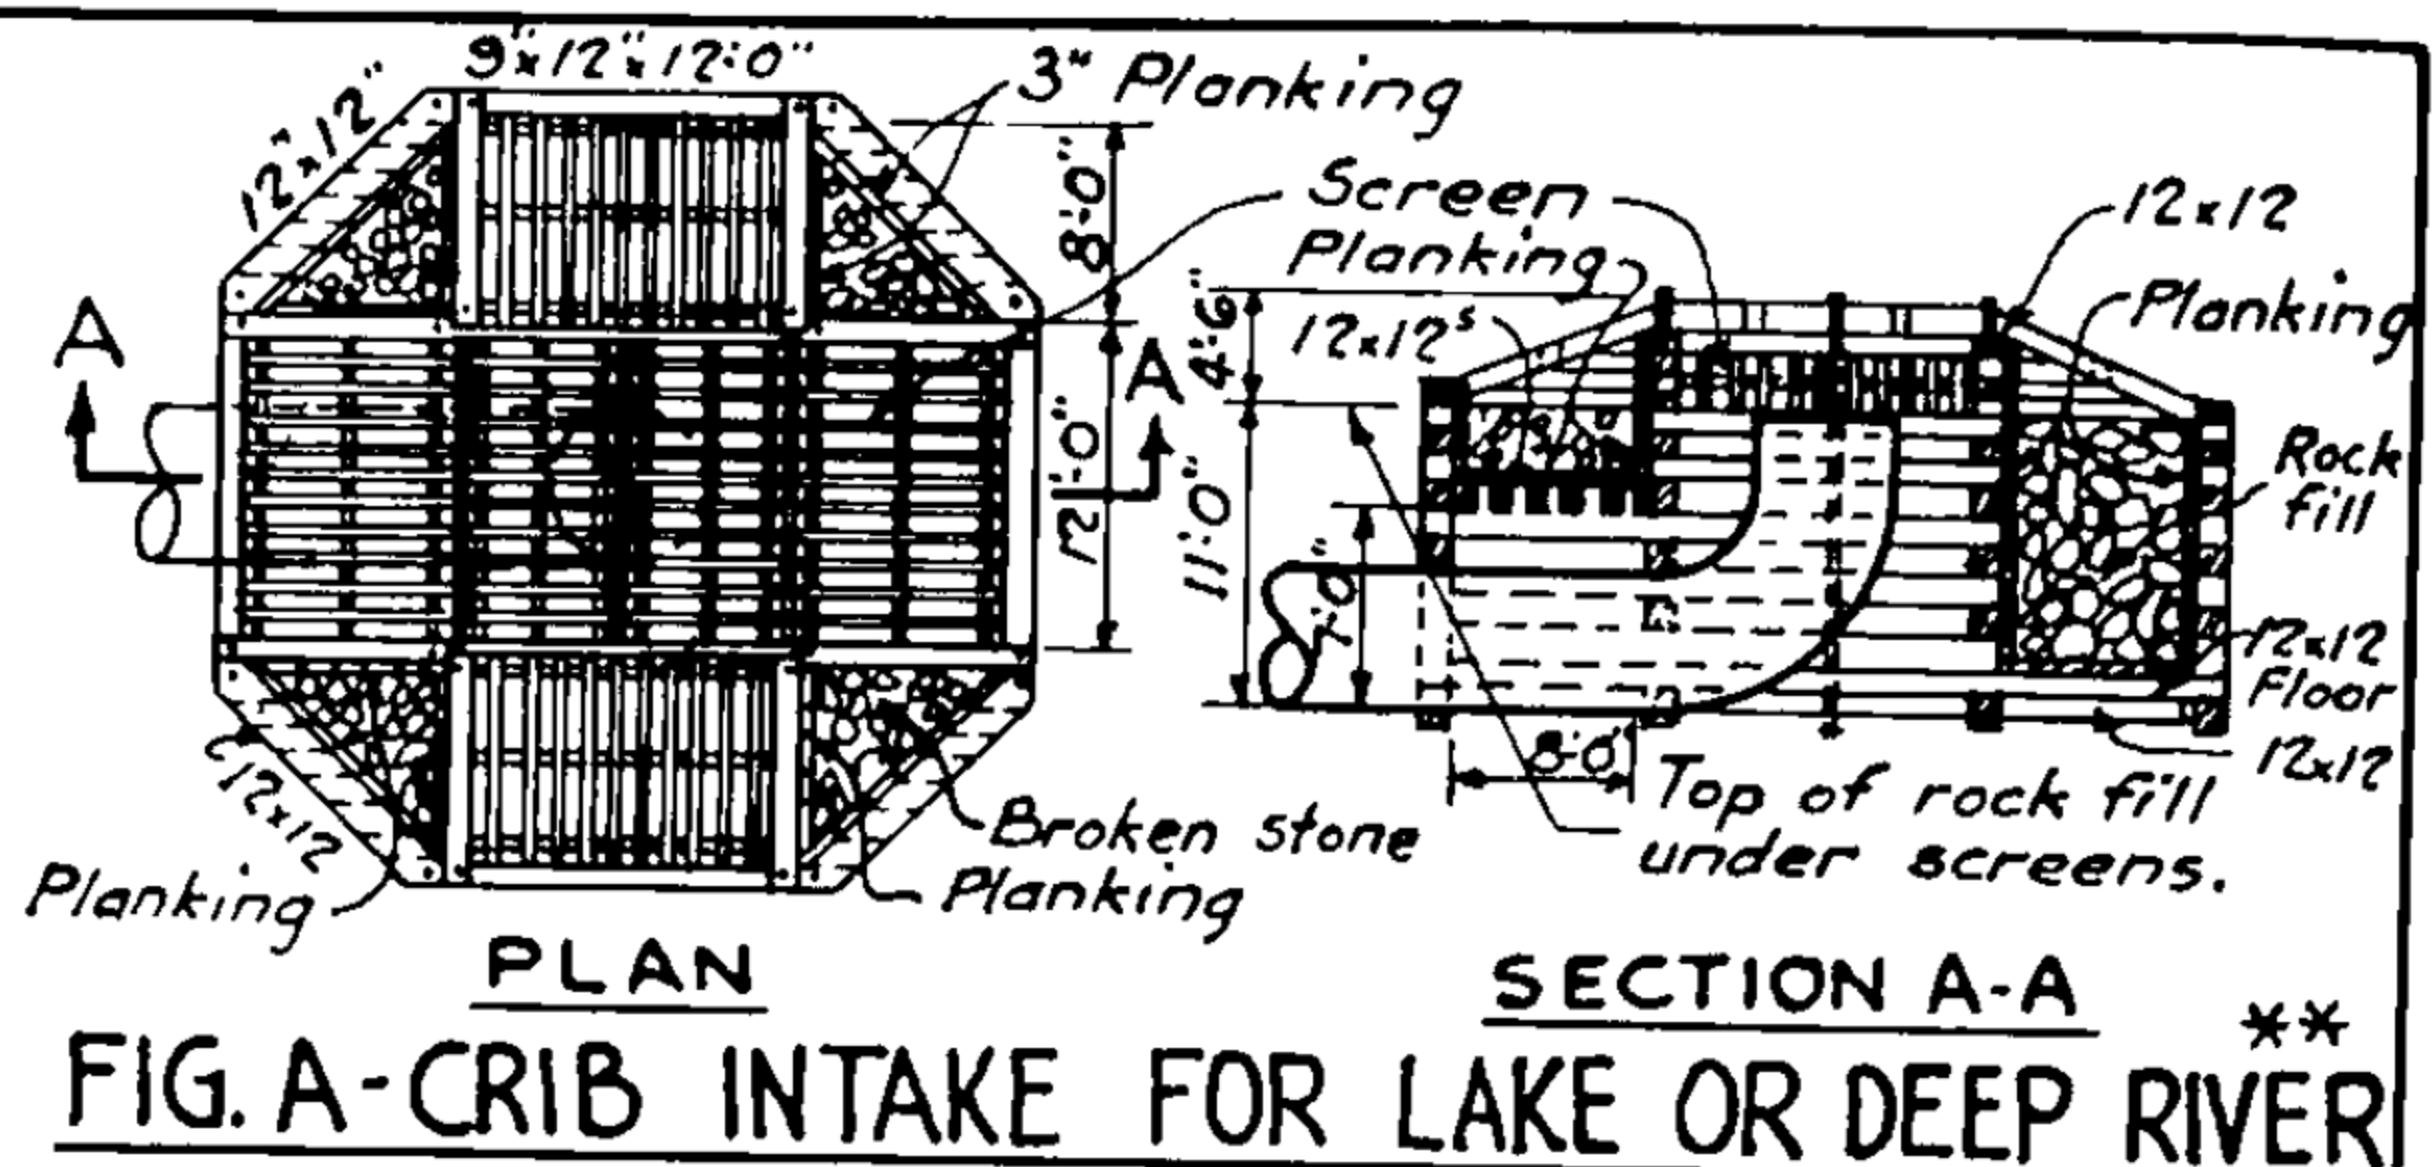 9"x12"x12'-0"
12"x12"
3" Planking
8'-0"
12'-0"
A
A
12x12
Planking
Broken stone
Planking
PLAN
Screen
Planking
12x12
Planking
12x12s
4'-6"
11'-0"
8'-0"
Rock
fill
12x12
Floor
12x12
Top of rock fill
under screens.
SECTION A-A
**
FIG. A-CRIB INTAKE FOR LAKE OR DEEP RIVER